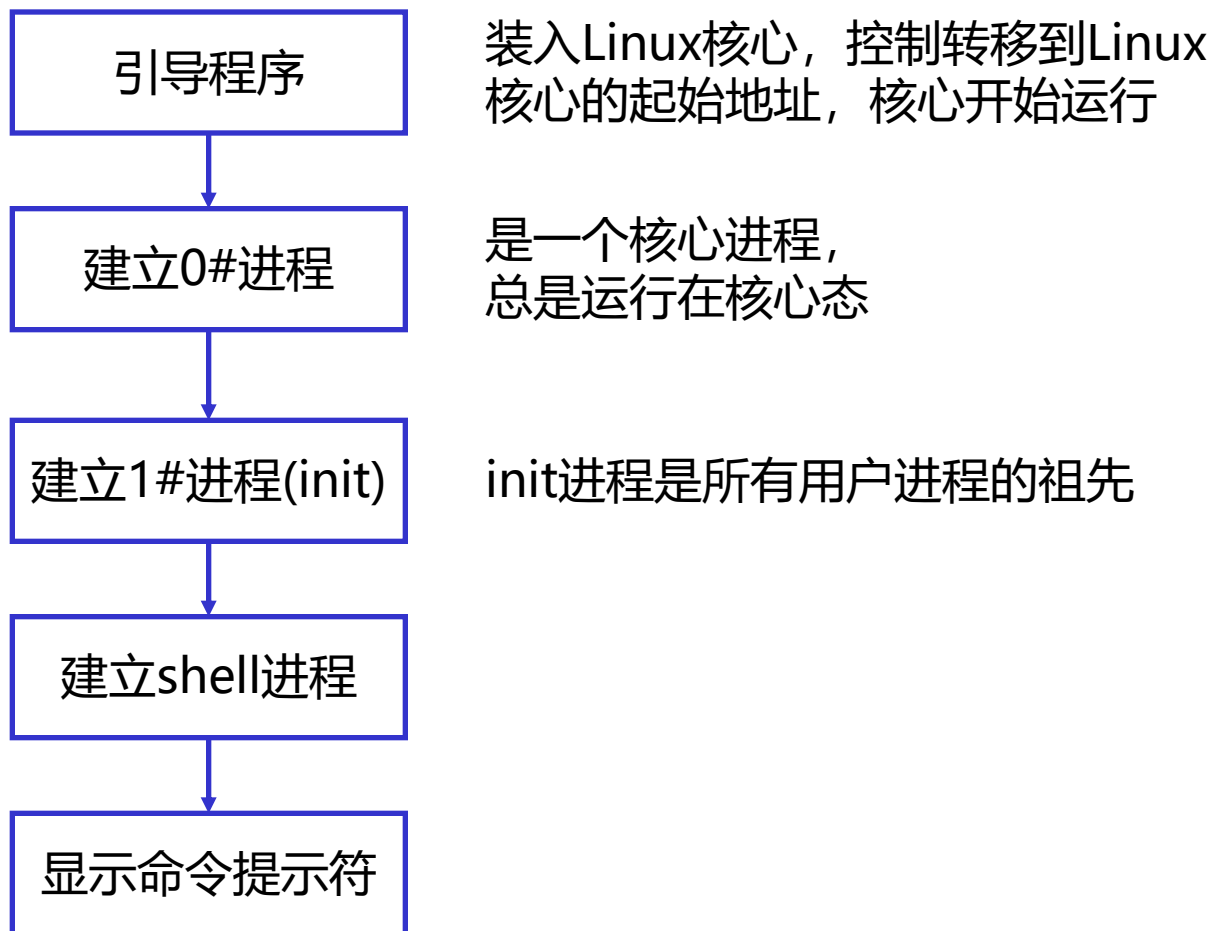 引导程序
装入Linux核心，控制转移到Linux
核心的起始地址，核心开始运行
建立0#进程
是一个核心进程，
总是运行在核心态
建立1#进程(init)
init进程是所有用户进程的祖先
建立shell进程
显示命令提示符